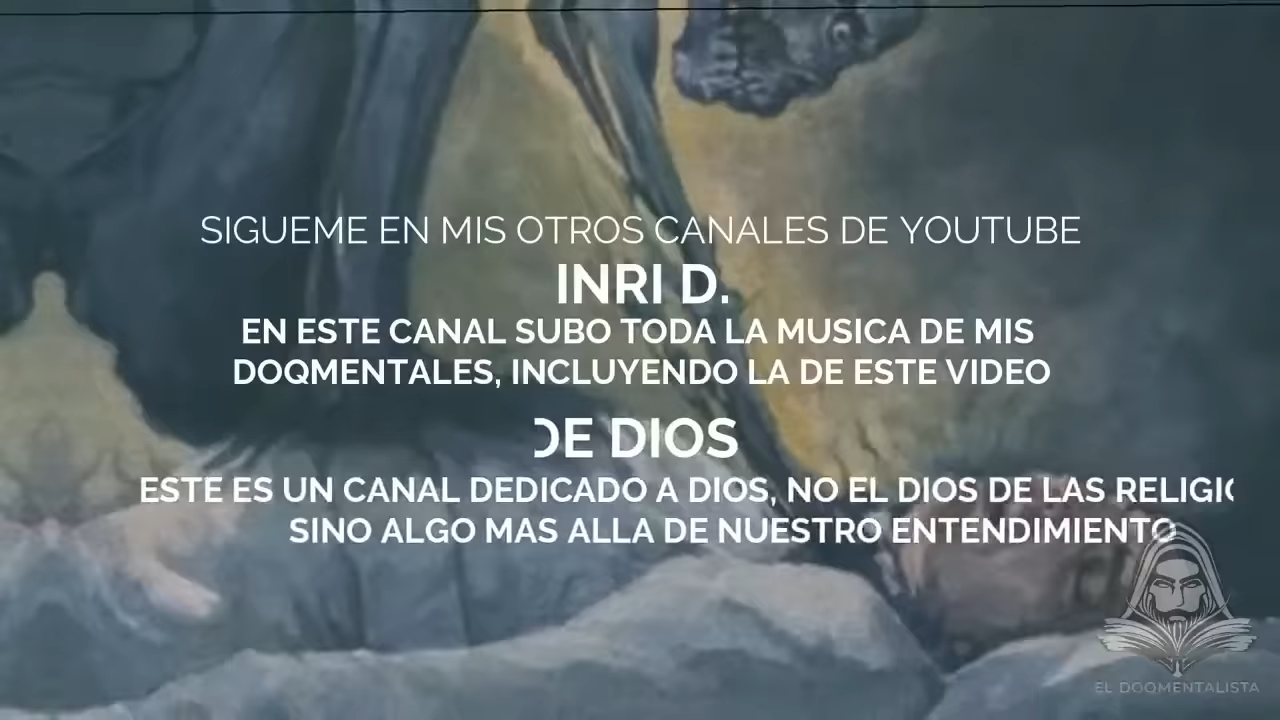 SIGUEME EN MIS OTROS CANALES DE YOUTUBE
INRI D.
EN ESTE CANAL SUBO TODA LA MUSICA DE MIS
DOQMENTALES, INCLUYENDO LA DE ESTE VIDEO
DE DIOS
ESTE ES UN CANAL DEDICADO A DIOS, NO EL DIOS DE LAS
SINO ALGO MAS ALLA DE NUESTRO ENTENDIMIENTO
EL DOQMENTALISTA